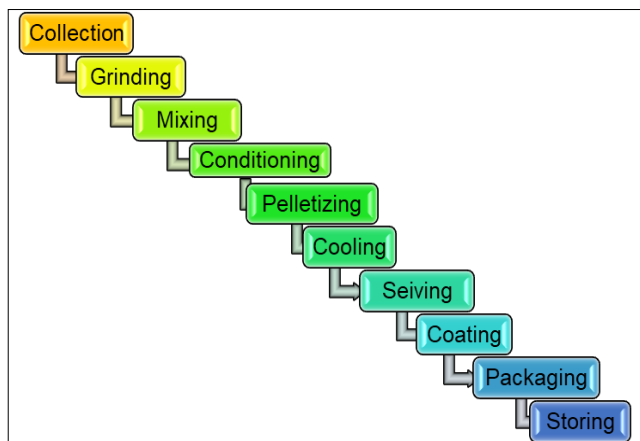 Collection
Grinding
Mixing
Conditioning
Pelletizing
Cooling
Seiving
Coating
Packaging
Storing